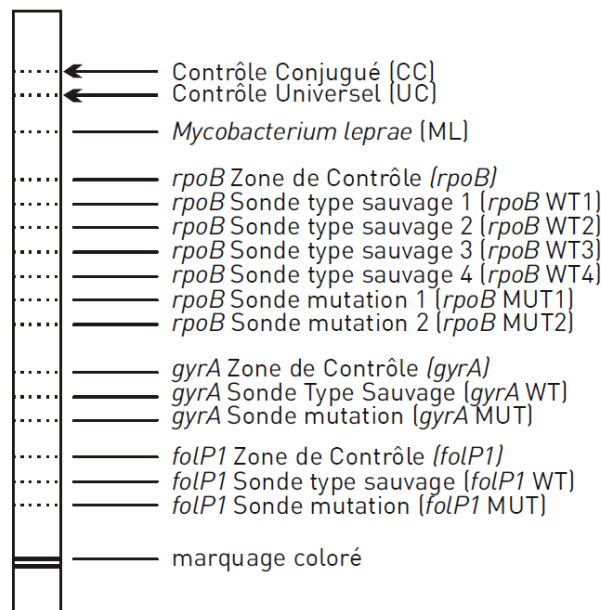 Contrôle Conjugué (CC)
Contrôle Universel (UC)
Mycobacterium leprae (ML)
rpoB Zone de Contrôle (rpoB)
rpoB Sonde type sauvage 1 (rpoB WT1)
rpoB Sonde type sauvage 2 (rpoB WT2)
rpoB Sonde type sauvage 3 (rpoB WT3)
rpoB Sonde type sauvage 4 (rpoB WT4)
rpoB Sonde mutation 1 (rpoB MUT1)
rpoB Sonde mutation 2 (rpoB MUT2)
gyrA Zone de Contrôle (gyrA)
gyrA Sonde Type Sauvage (gyrA WT)
gyrA Sonde mutation (gyrA MUT)
folP1 Zone de Contrôle (folP1)
folP1 Sonde type sauvage (folP1 WT)
folP1 Sonde mutation (folP1 MUT)
marquage coloré